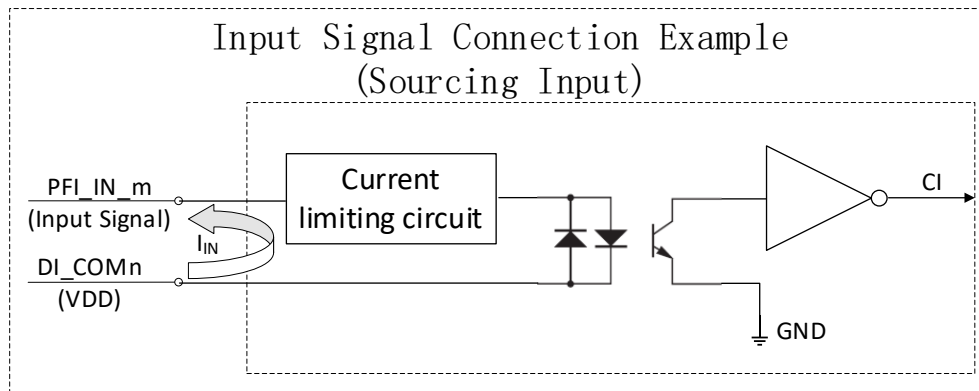 Input Signal Connection Example
(Sourcing Input)
PFI_IN_m
(Input Signal)
Current
limiting circuit
CI
IIN
DI_COMn
(VDD)
GND